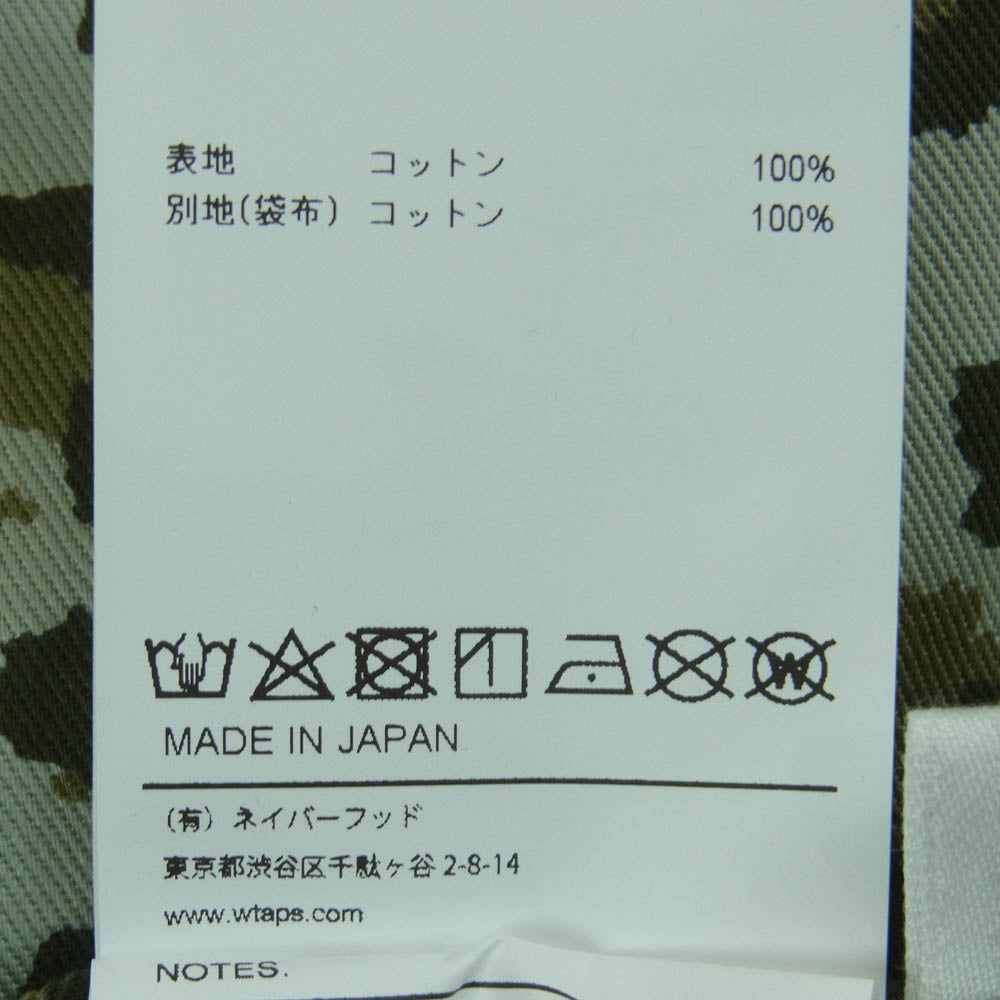 表地 コットン 100%
別地(袋布) コットン 100%
W
MADE IN JAPAN
(有) ネイバーフッド
東京都渋谷区千駄ヶ谷 2-8-14
www.wtaps.com
NOTES.